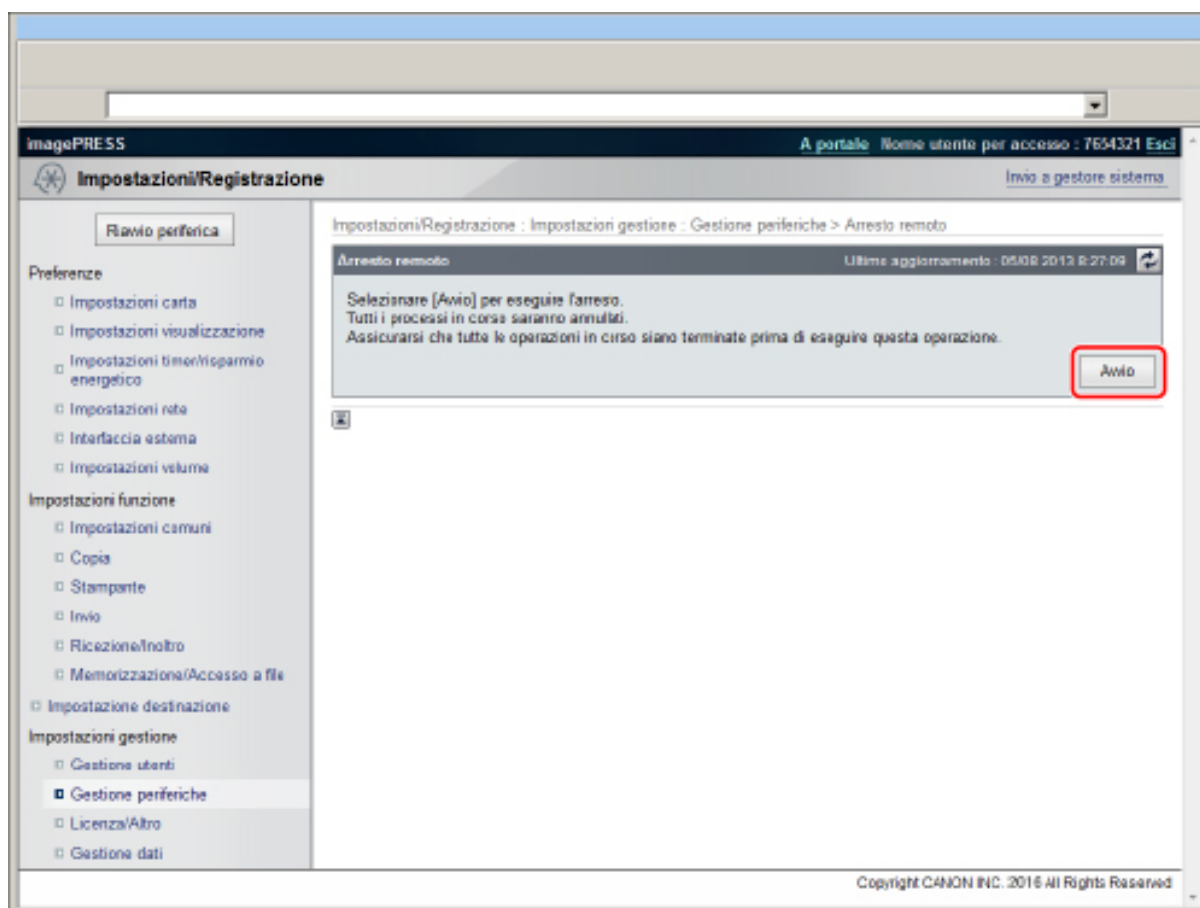 imagePRESS
A portale Nome utente per accesso : 7654321 Esci
Impostazioni/Registrazione
Invio a gestore sistema
Riavvio periferica
Impostazioni/Registrazione : Impostazioni gestione : Gestione periferiche > Arresto remoto
Preferenze
Impostazioni carta
Impostazioni visualizzazione
Impostazioni timer/risparmio
energetico
Impostazioni rete
Interfaccia esterna
Impostazioni volume
Impostazioni funzione
Impostazioni comuni
Copia
Stampante
Invio
Ricezione/Inoltro
Memorizzazione/Accesso a file
Impostazione destinazione
Impostazioni gestione
Gestione utenti
Gestione periferiche
Licenza/Altro
Gestione dati
Arresto remoto
Ultimo aggiornamento : 05/08 2013 8:27:09
Selezionare [Avvio] per eseguire l'arreso.
Tutti i processi in corso saranno annullati.
Assicurarsi che tutte le operazioni in corso siano terminate prima di eseguire questa operazione.
Avvio
Copyright CANON INC. 2016 All Rights Reserved